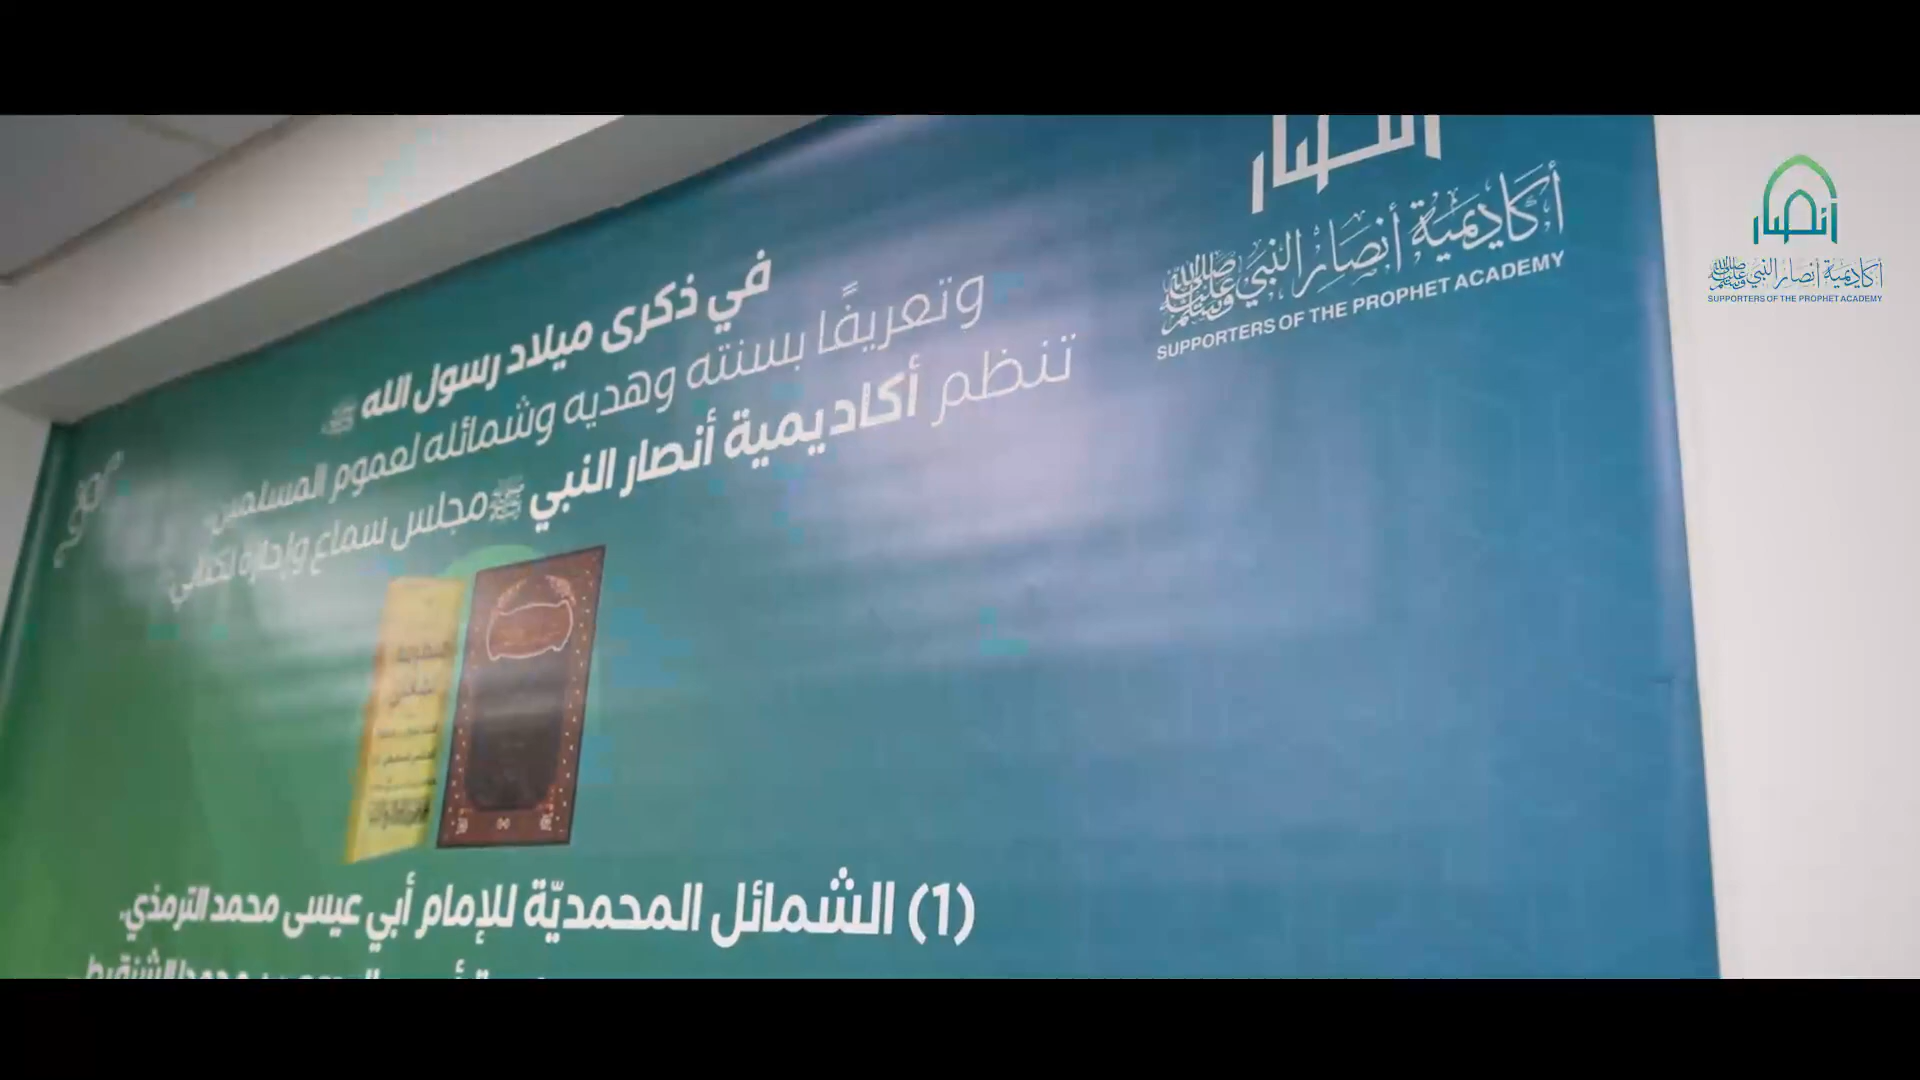 أنصار
أكاديمية أنصار النبي ﷺ
SUPPORTERS OF THE PROPHET ACADEMY
أنصار
أكاديمية أنصار النبي ﷺ
SUPPORTERS OF THE PROPHET ACADEMY
في ذكرى ميلاد رسول الله ﷺ
وتعريفًا بسنته وهديه وشمائله لعموم المسلمين
تنظم أكاديمية أنصار النبي ﷺ مجلس سماع وإجازة لكتابي
(1) الشمائل المحمديّة للإمام أبي عيسى محمد الترمذي،